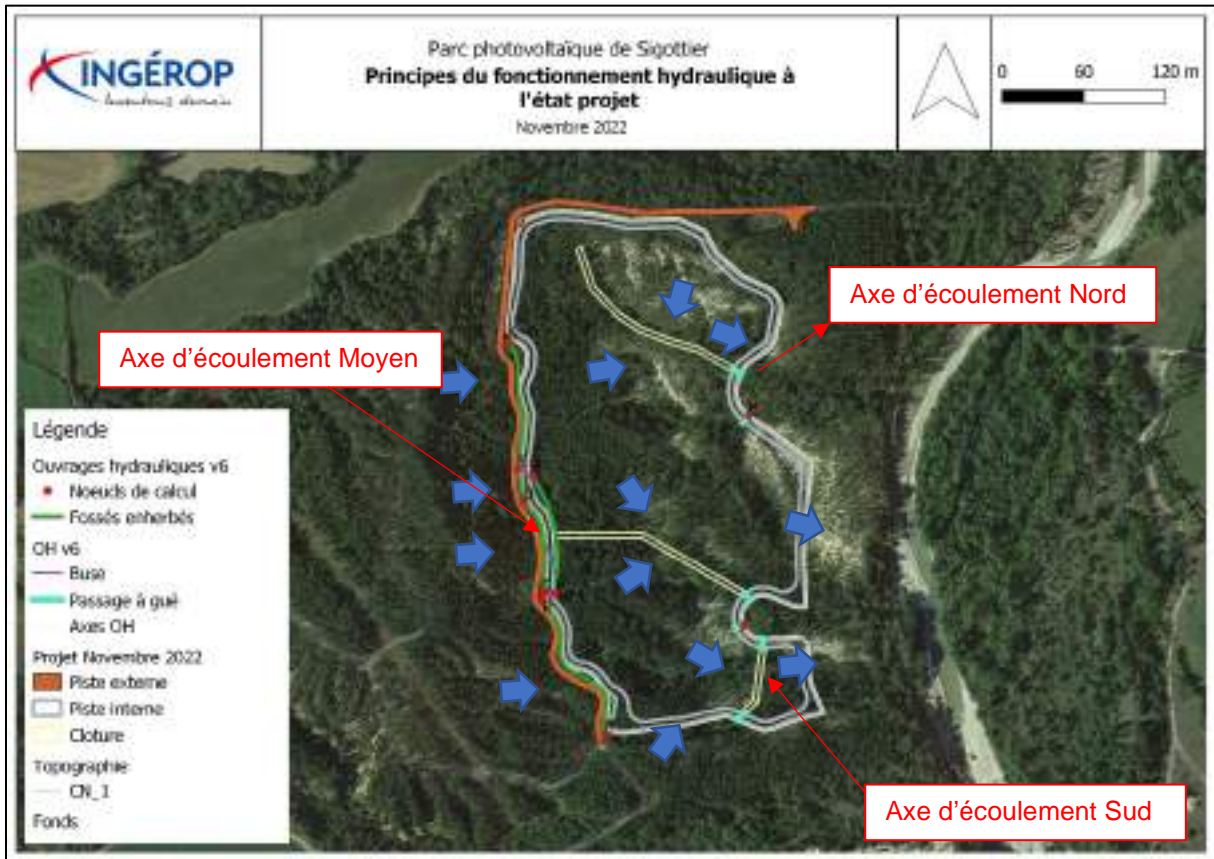 INGÉROP
Inventons demain
Parc photovoltaïque de Sigottier
Principes du fonctionnement hydraulique à
l'état projet
Novembre 2022
0 60 120 m
Axe d'écoulement Nord
Axe d'écoulement Moyen
Légende
Ouvrages hydrauliques v6
Noeuds de calcul
Fossés enherbés
OH v6
Buse
Passage à gué
Axes OH
Projet Novembre 2022
Piste externe
Piste interne
Cloture
Topographie
CN_1
Fonds
Axe d'écoulement Sud